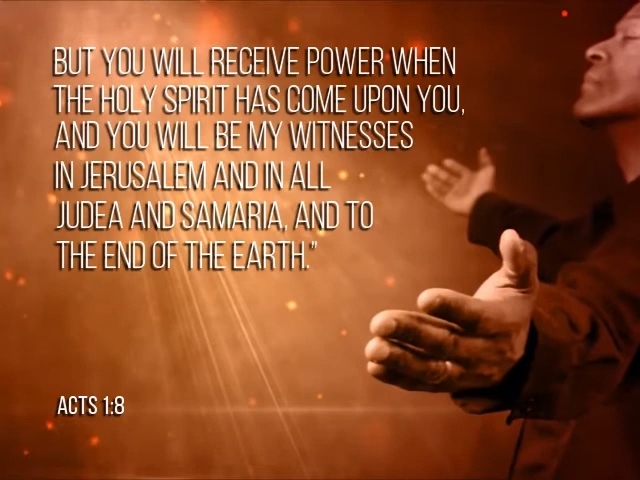 BUT YOU WILL RECEIVE POWER WHEN
THE HOLY SPIRIT HAS COME UPON YOU,
AND YOU WILL BE MY WITNESSES
IN JERUSALEM AND IN ALL
JUDEA AND SAMARIA, AND TO
THE END OF THE EARTH.”
ACTS 1:8